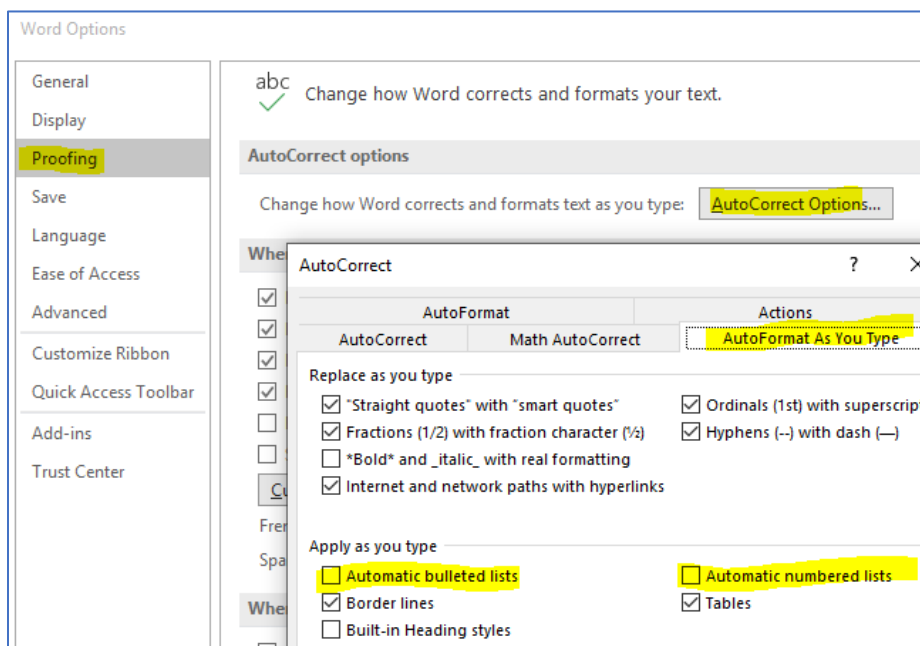 Word Options
General
Display
Proofing
Save
Language
Ease of Access
Advanced
Customize Ribbon
Quick Access Toolbar
Add-ins
Trust Center
abc
Change how Word corrects and formats your text.
AutoCorrect options
Change how Word corrects and formats text as you type: AutoCorrect Options...
AutoCorrect ?
AutoFormat Actions
AutoCorrect Math AutoCorrect AutoFormat As You Type
Replace as you type
"Straight quotes" with “smart quotes” Ordinals (1st) with superscript
Fractions (1/2) with fraction character (½) Hyphens (--) with dash (—)
*Bold* and _italic_ with real formatting
Internet and network paths with hyperlinks
Apply as you type
Automatic bulleted lists Automatic numbered lists
Border lines Tables
Built-in Heading styles